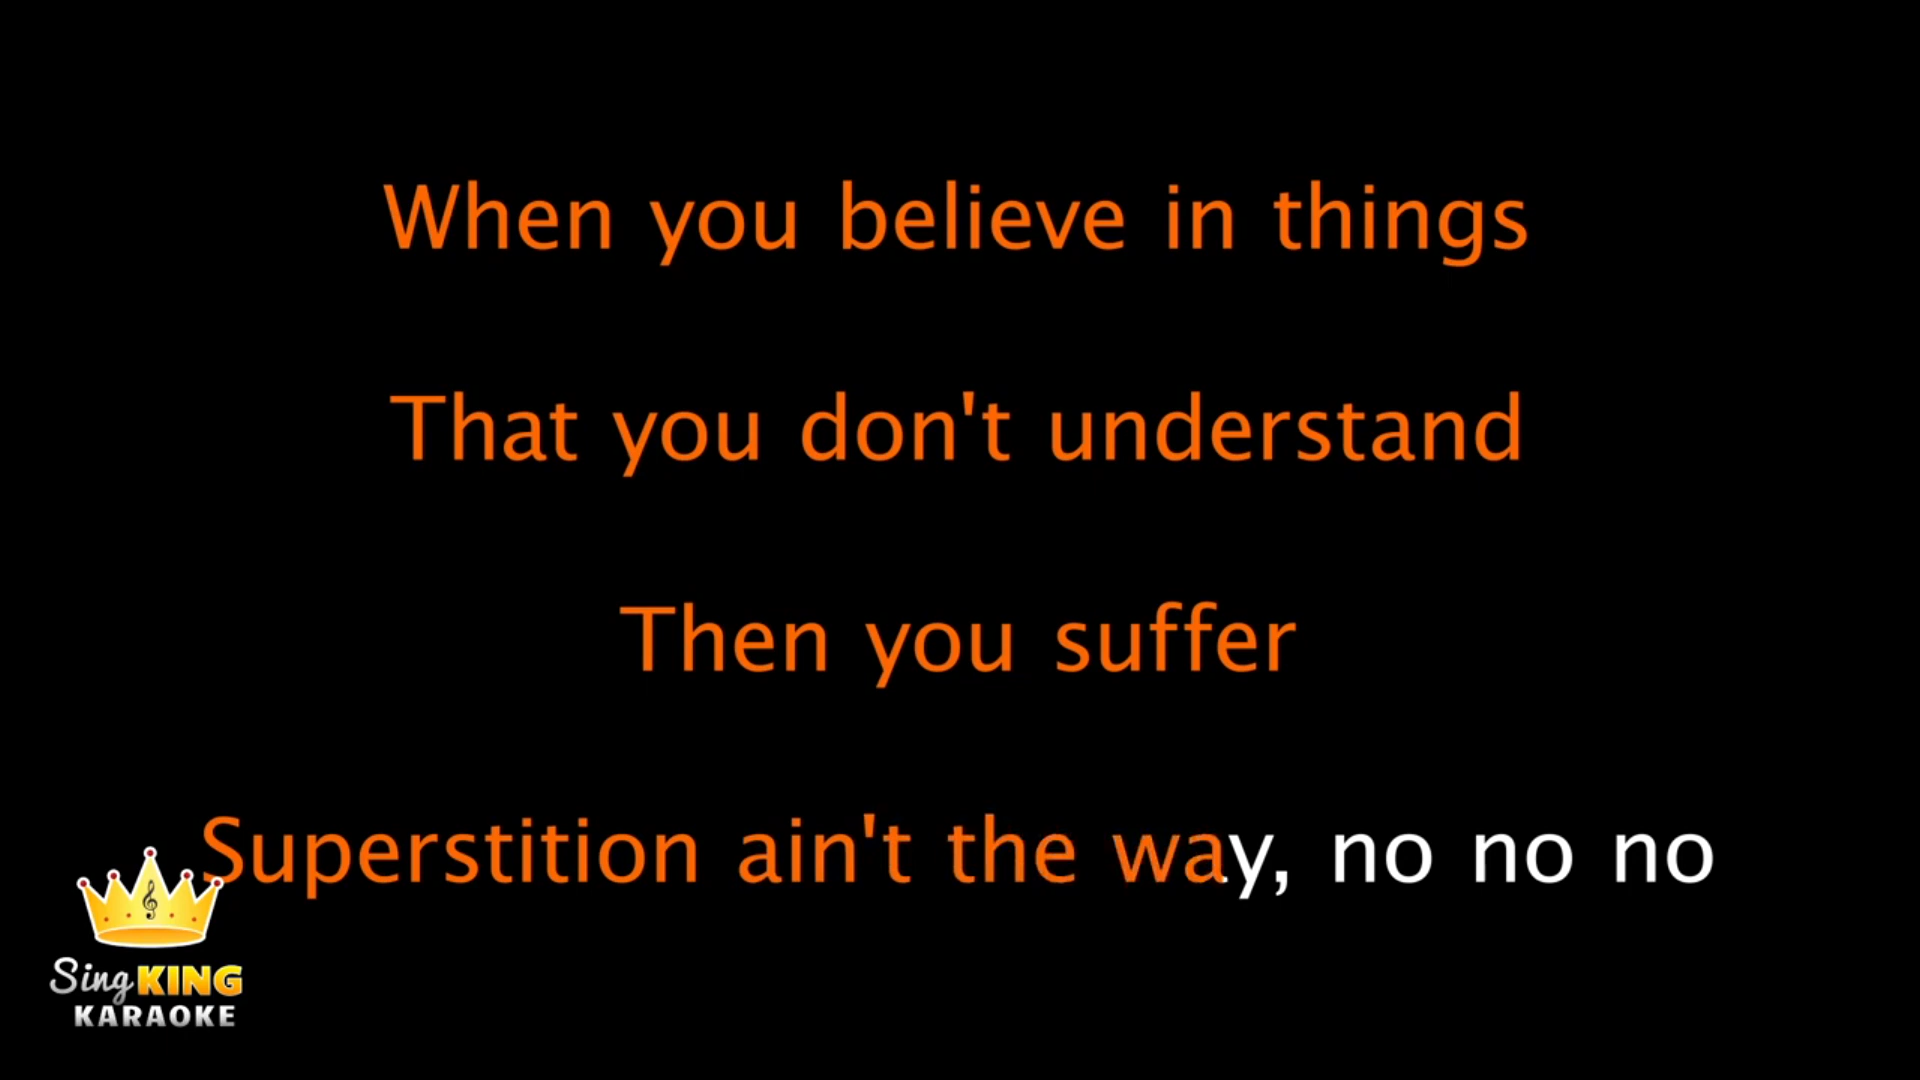 When you believe in things
That you don't understand
Then you suffer
Superstition ain't the way, no no no
Sing KING
KARAOKE